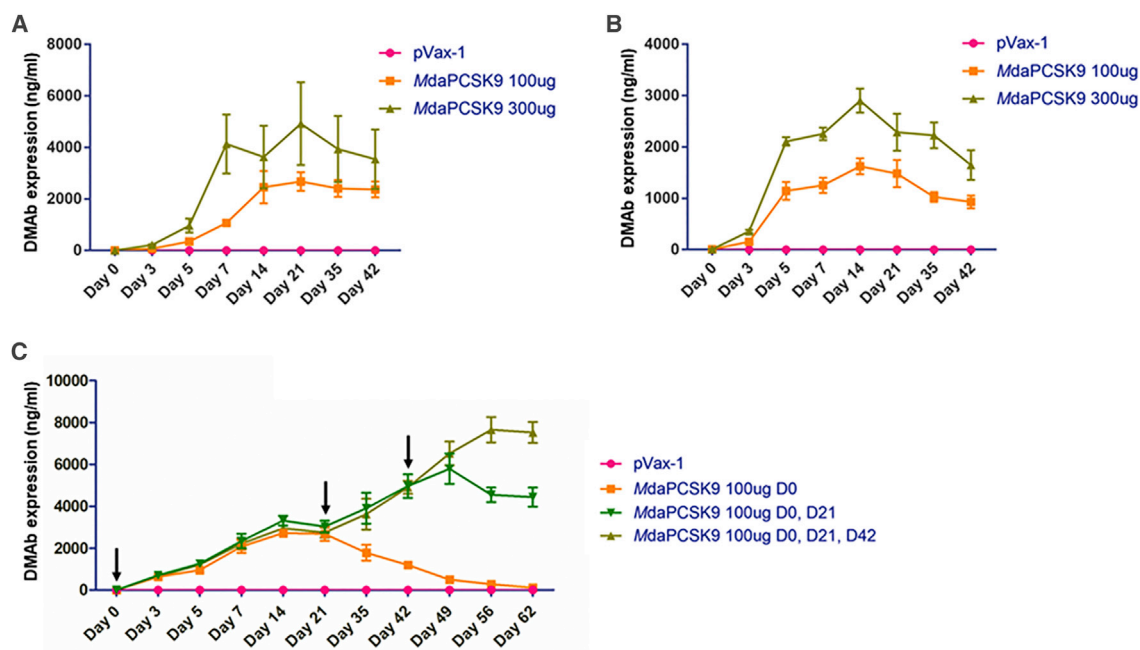 A
DMAb expression (ng/ml)
8000
6000
4000
2000
0
Day 0
Day 3
Day 5
Day 7
Day 14
Day 21
Day 35
Day 42
pVax-1
MdaPCSK9 100ug
MdaPCSK9 300ug
B
DMAb expression (ng/ml)
4000
3000
2000
1000
0
Day 0
Day 3
Day 5
Day 7
Day 14
Day 21
Day 35
Day 42
pVax-1
MdaPCSK9 100ug
MdaPCSK9 300ug
C
DMAb expression (ng/ml)
10000
8000
6000
4000
2000
0
Day 0
Day 3
Day 5
Day 7
Day 14
Day 21
Day 35
Day 42
Day 49
Day 56
Day 62
pVax-1
MdaPCSK9 100ug D0
MdaPCSK9 100ug D0, D21
MdaPCSK9 100ug D0, D21, D42